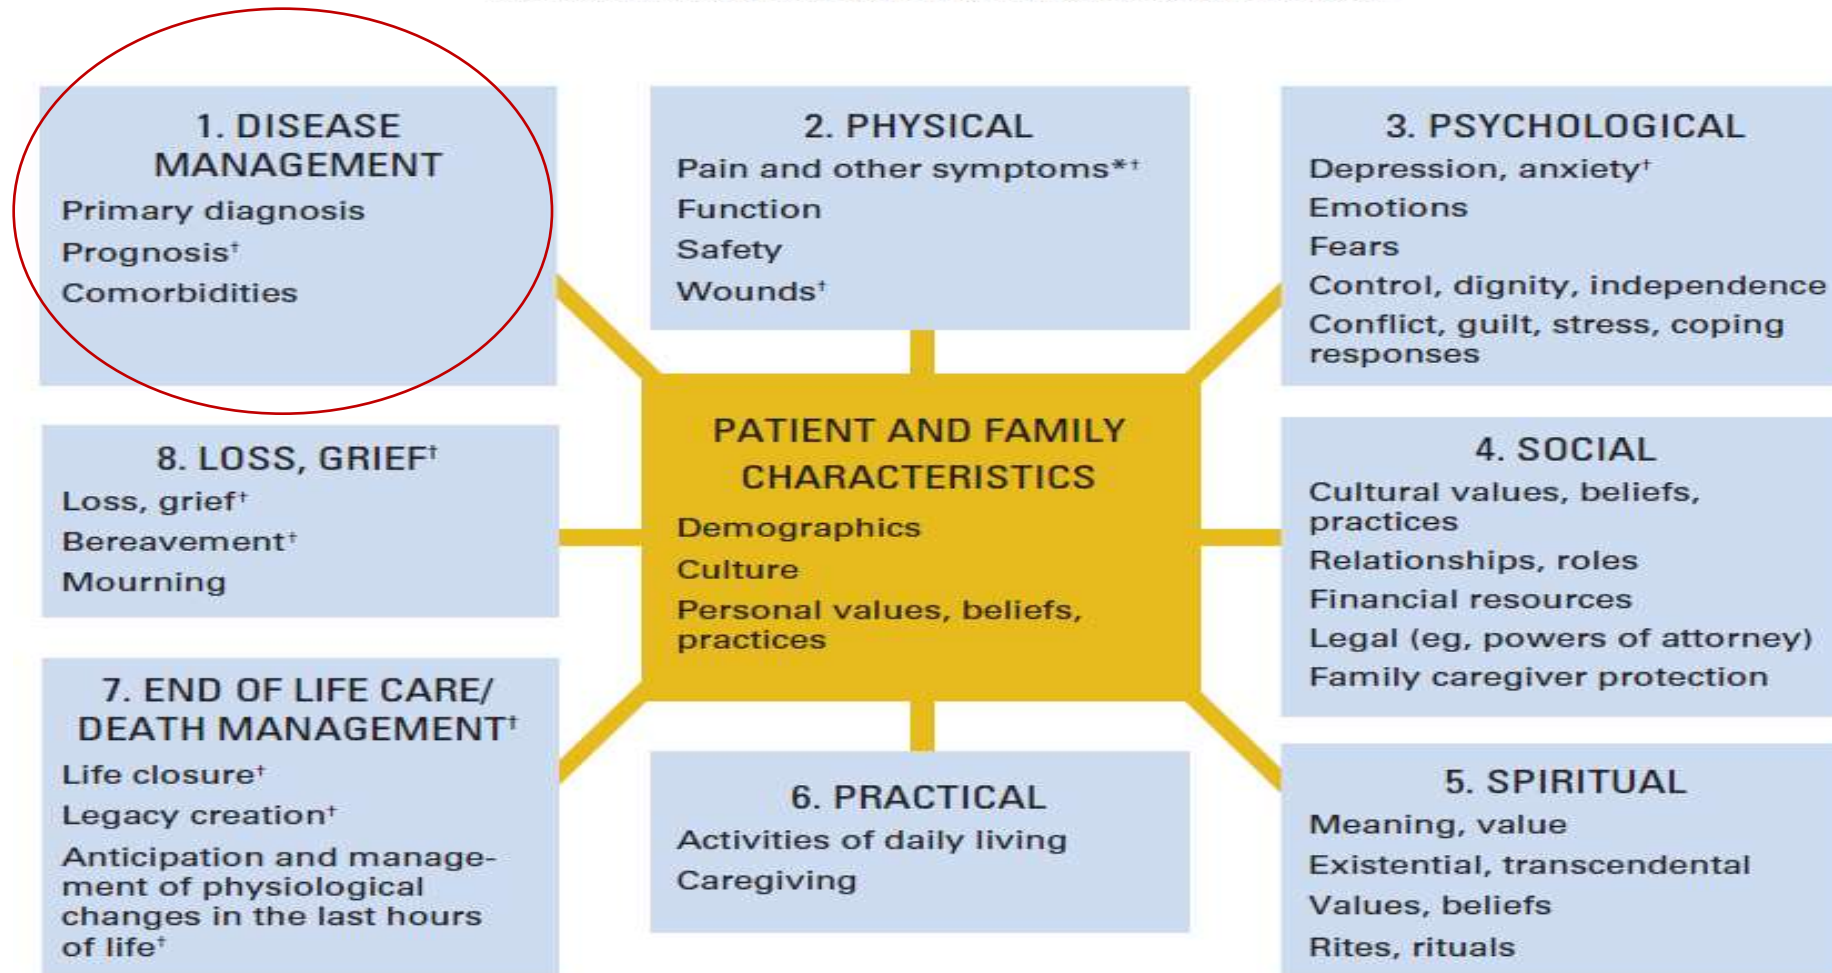 1. DISEASE
MANAGEMENT
Primary diagnosis
Prognosis†
Comorbidities
2. PHYSICAL
Pain and other symptoms*†
Function
Safety
Wounds†
3. PSYCHOLOGICAL
Depression, anxiety†
Emotions
Fears
Control, dignity, independence
Conflict, guilt, stress, coping
responses
8. LOSS, GRIEF†
Loss, grief†
Bereavement†
Mourning
PATIENT AND FAMILY
CHARACTERISTICS
Demographics
Culture
Personal values, beliefs,
practices
4. SOCIAL
Cultural values, beliefs,
practices
Relationships, roles
Financial resources
Legal (eg, powers of attorney)
Family caregiver protection
7. END OF LIFE CARE/
DEATH MANAGEMENT†
Life closure†
Legacy creation†
Anticipation and manage-
ment of physiological
changes in the last hours
of life†
6. PRACTICAL
Activities of daily living
Caregiving
5. SPIRITUAL
Meaning, value
Existential, transcendental
Values, beliefs
Rites, rituals